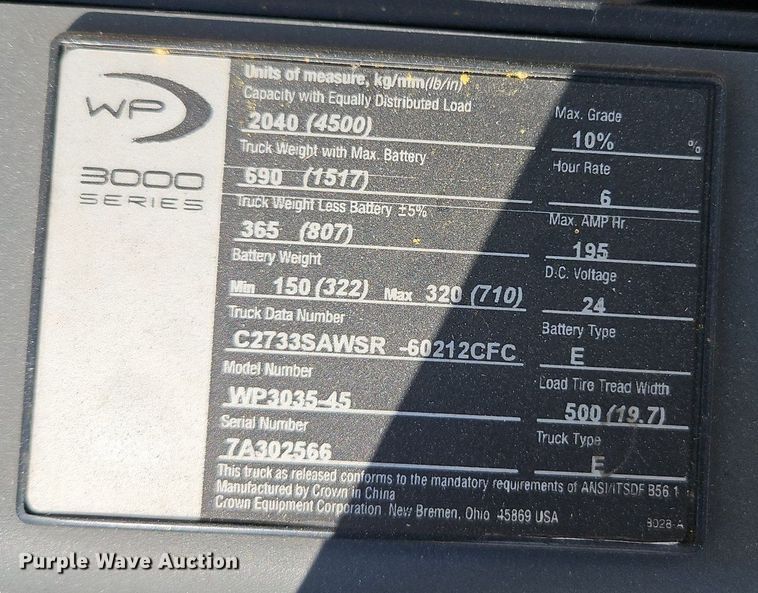 WP
3000
SERIES
Units of measure, kg/mm(lb/in)
Capacity with Equally Distributed Load
2040 (4500)
Truck Weight with Max. Battery
690 (1517)
Truck Weight Less Battery ±5%
365 (807)
Battery Weight
Min 150 (322) Max 320 (710)
Truck Data Number
C2733SAWSR -60212CFC
Model Number
WP3035-45
Serial Number
7A302566
Max. Grade
10% %
Hour Rate
6
Max. AMP Hr.
195
D.C. Voltage
24
Battery Type
E
Load Tire Tread Width
500 (19.7)
Truck Type
E
This truck as released conforms to the mandatory requirements of ANSI/ITSDF B56.1
Manufactured by Crown in China
Crown Equipment Corporation New Bremen, Ohio 45869 USA
8028-A
Purple Wave Auction